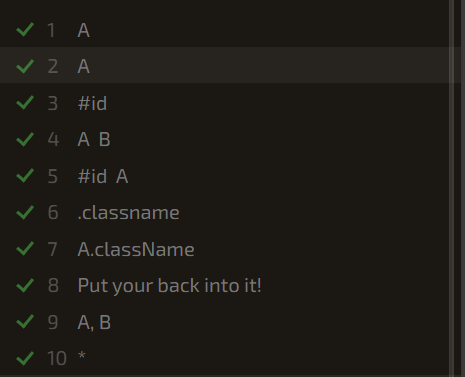 1 A
2 A
3 #id
4 A B
5 #id A
6 .classname
7 A.className
8 Put your back into it!
9 A, B
10 *